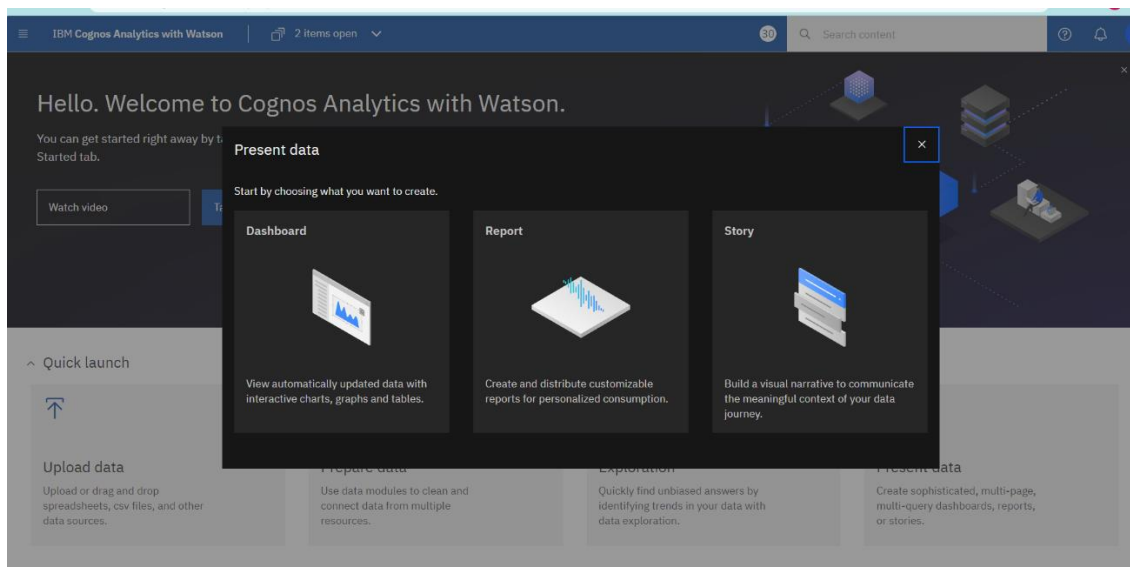 IBM Cognos Analytics with Watson
2 items open
30
Search content
Hello. Welcome to Cognos Analytics with Watson.
You can get started right away by
Started tab.
Watch video
Present data
Start by choosing what you want to create.
Dashboard
View automatically updated data with
interactive charts, graphs and tables.
Report
Create and distribute customizable
reports for personalized consumption.
Story
Build a visual narrative to communicate
the meaningful context of your data
journey.
Quick launch
Upload data
Upload or drag and drop
spreadsheets, csv files, and other
data sources.
Prepare data
Use data modules to clean and
connect data from multiple
resources.
Exploration
Quickly find unbiased answers by
identifying trends in your data with
data exploration.
Present data
Create sophisticated, multi-page,
multi-query dashboards, reports,
or stories.